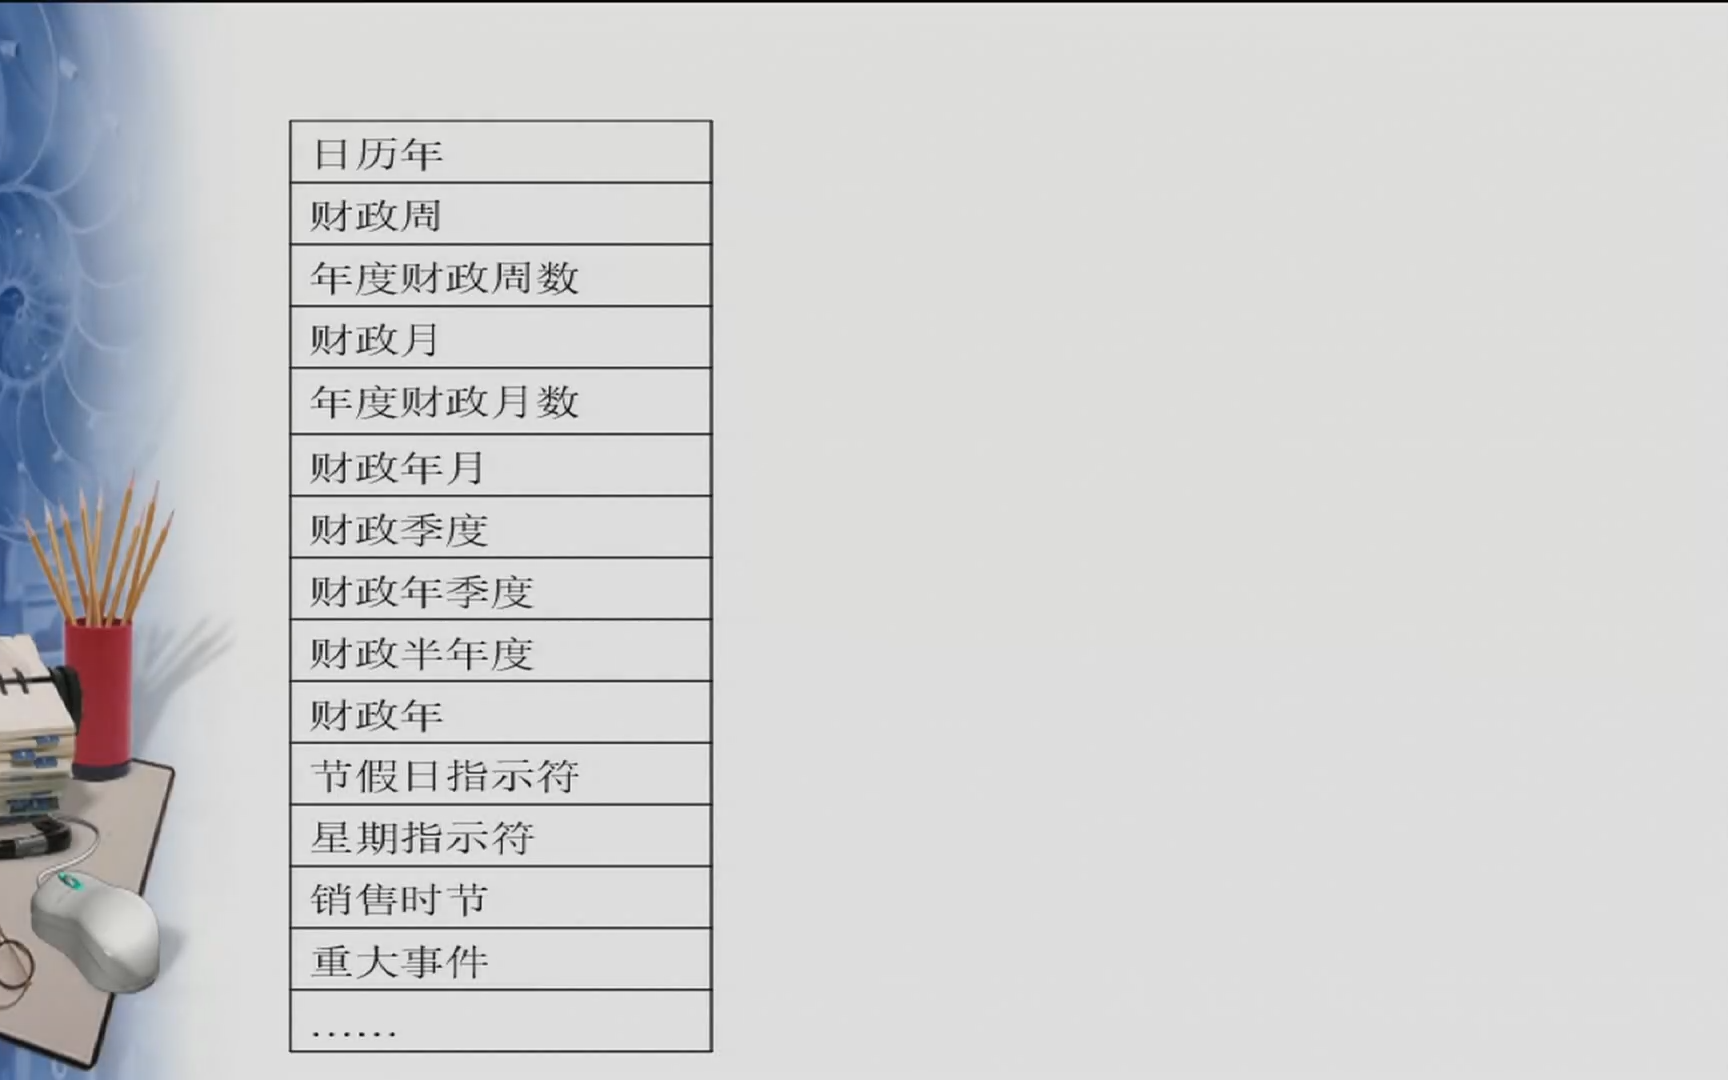 日历年
财政周
年度财政周数
财政月
年度财政月数
财政年月
财政季度
财政年季度
财政半年度
财政年
节假日指示符
星期指示符
销售时节
重大事件
……